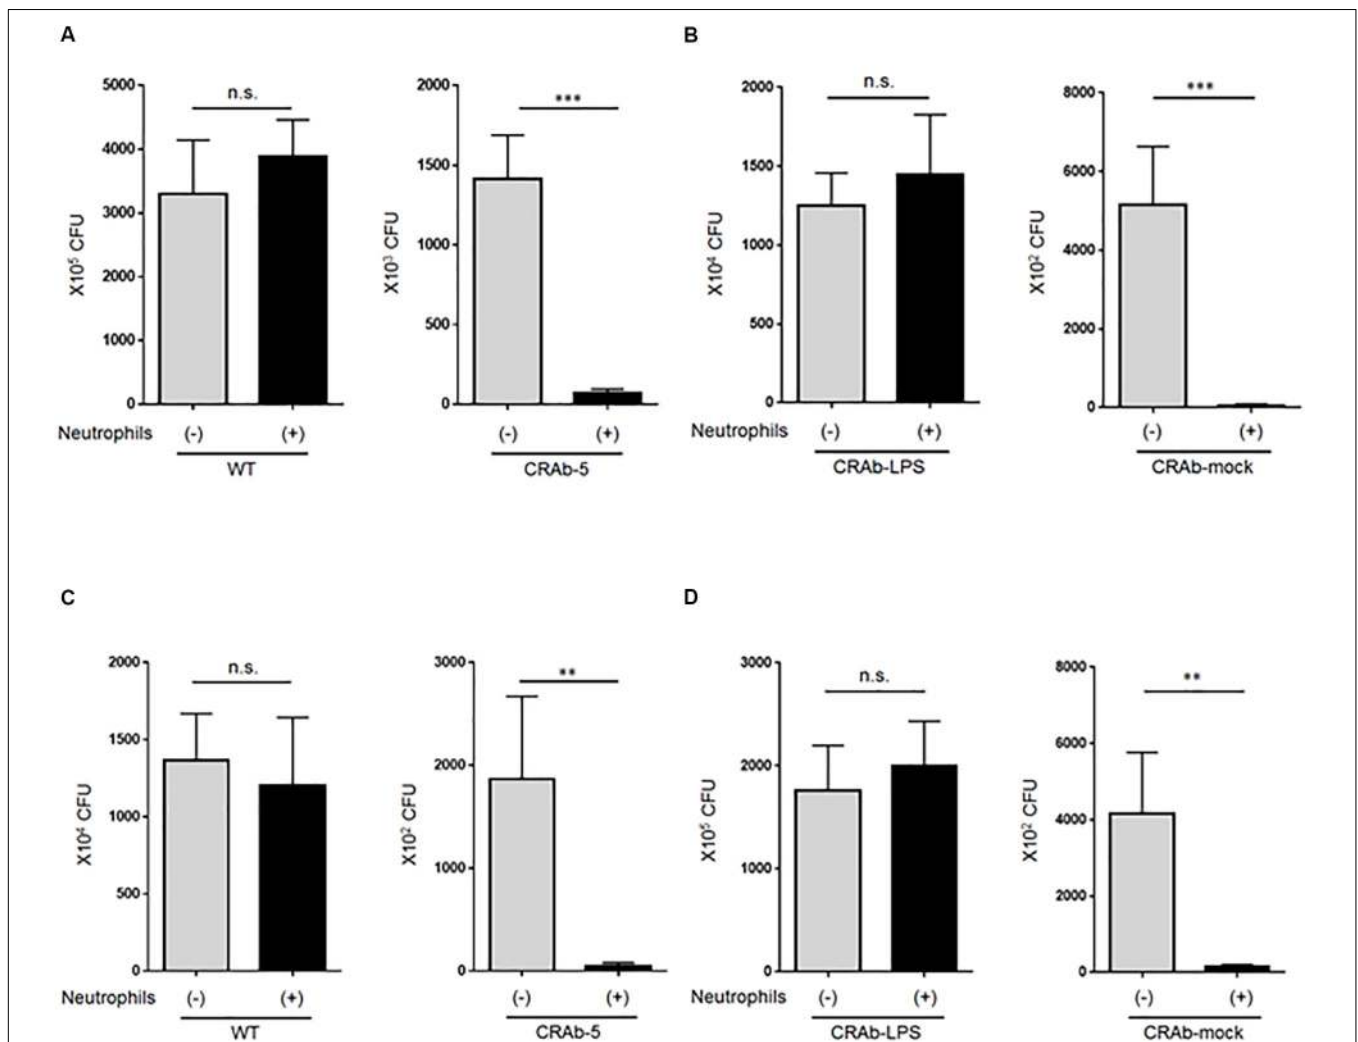 A
5000
4000
3000
2000
1000
0
X10⁵ CFU
n.s.
Neutrophils (-) (+)
WT
2000
1500
1000
500
0
X10³ CFU
***
(-) (+)
CRAb-5
B
2000
1500
1000
500
0
X10⁴ CFU
n.s.
Neutrophils (-) (+)
CRAb-LPS
8000
6000
4000
2000
0
X10² CFU
***
(-) (+)
CRAb-mock
C
2000
1500
1000
500
0
X10⁴ CFU
n.s.
Neutrophils (-) (+)
WT
3000
2000
1000
0
X10² CFU
**
(-) (+)
CRAb-5
D
3000
2000
1000
0
X10⁵ CFU
n.s.
Neutrophils (-) (+)
CRAb-LPS
8000
6000
4000
2000
0
X10² CFU
**
(-) (+)
CRAb-mock